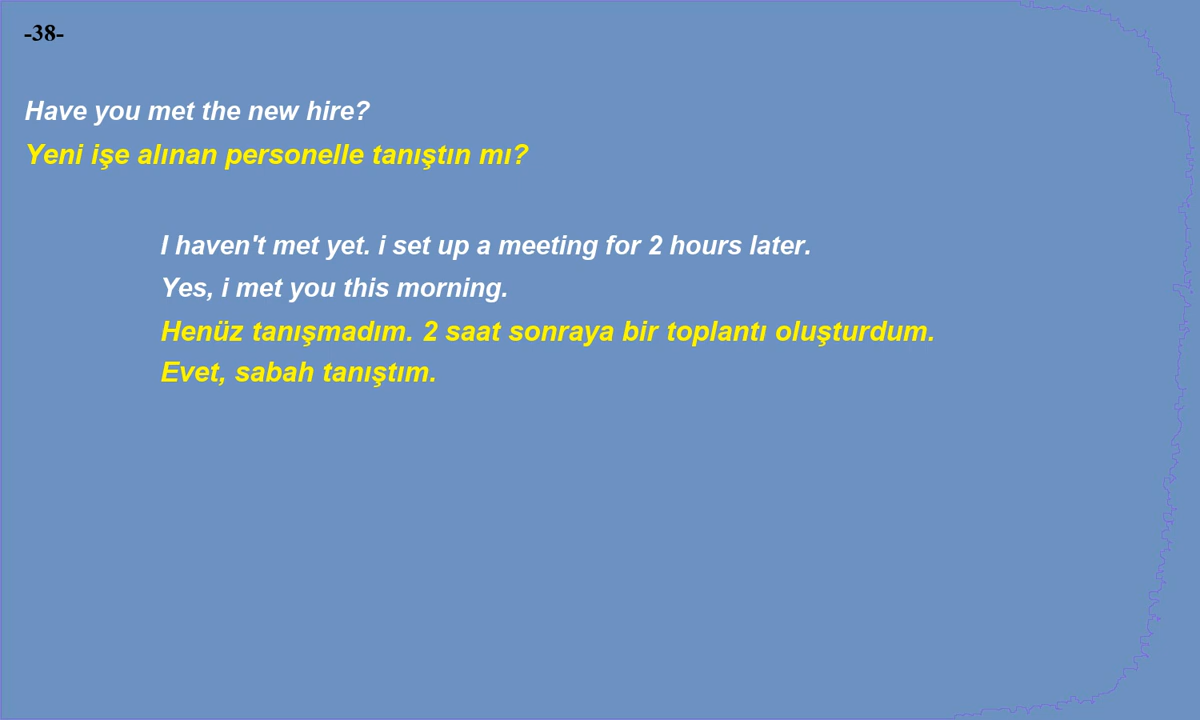 -38-
Have you met the new hire?
Yeni işe alınan personelle tanıştın mı?
I haven't met yet. i set up a meeting for 2 hours later.
Yes, i met you this morning.
Henüz tanışmadım. 2 saat sonraya bir toplantı oluşturdum.
Evet, sabah tanıştım.